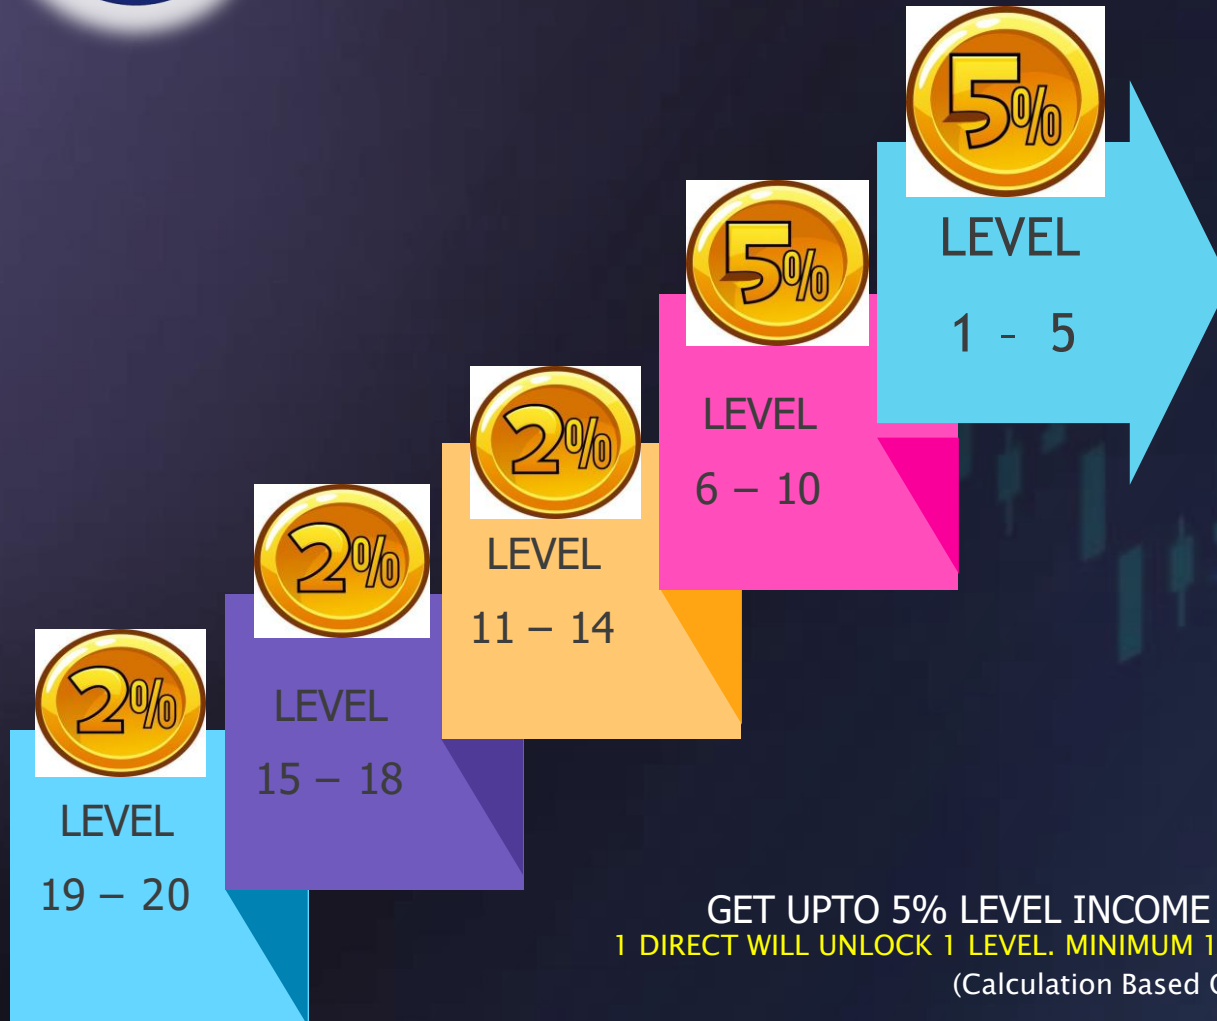 5%
LEVEL
1 - 5
5%
LEVEL
6 – 10
2%
LEVEL
11 – 14
2%
LEVEL
15 – 18
2%
LEVEL
19 – 20
GET UPTO 5% LEVEL INCOME
1 DIRECT WILL UNLOCK 1 LEVEL. MINIMUM 1
(Calculation Based